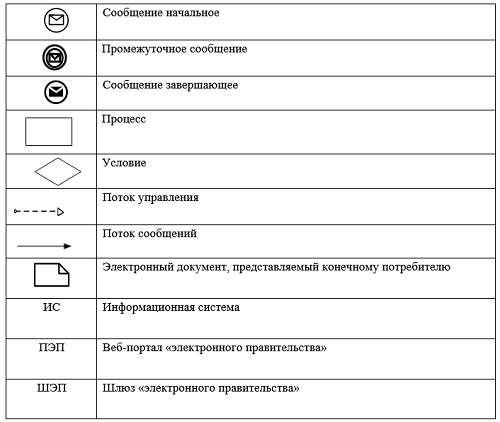 Сообщение начальное
Промежуточное сообщение
Сообщение завершающее
Процесс
Условие
Поток управления
Поток сообщений
Электронный документ, представляемый конечному потребителю
ИС Информационная система
ПЭП Веб-портал «электронного правительства»
ШЭП Шлюз «электронного правительства»